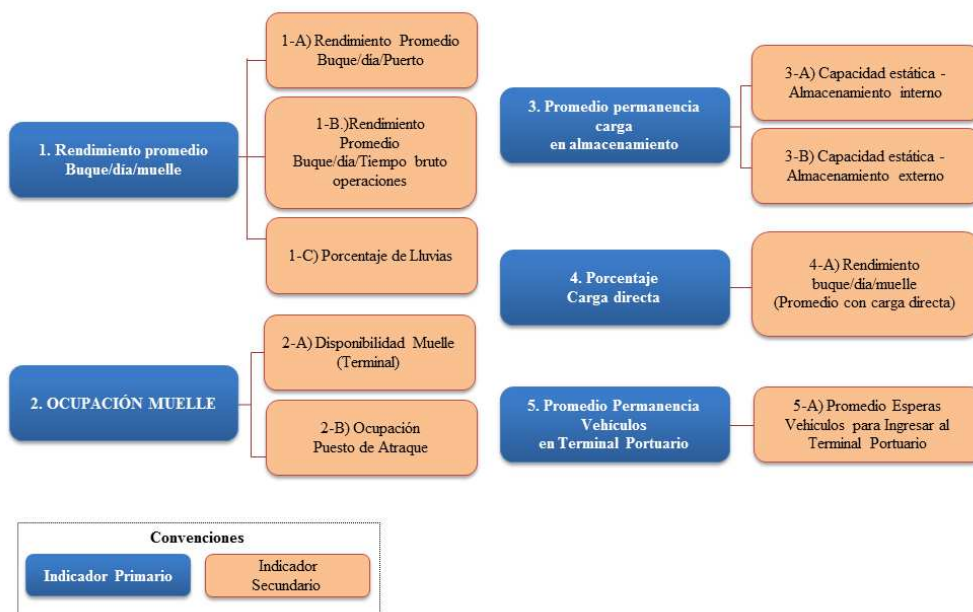 1. Rendimiento promedio
Buque/día/muelle
1-A) Rendimiento Promedio
Buque/día/Puerto
1-B.)Rendimiento
Promedio
Buque/día/Tiempo bruto
operaciones
1-C) Porcentaje de Lluvias
2. OCUPACIÓN MUELLE
2-A) Disponibilidad Muelle
(Terminal)
2-B) Ocupación
Puesto de Atraque
3. Promedio permanencia
carga
en almacenamiento
3-A) Capacidad estática -
Almacenamiento interno
3-B) Capacidad estática -
Almacenamiento externo
4. Porcentaje
Carga directa
4-A) Rendimiento
buque/día/muelle
(Promedio con carga directa)
5. Promedio Permanencia
Vehículos
en Terminal Portuario
5-A) Promedio Esperas
Vehículos para Ingresar al
Terminal Portuario
Convenciones
Indicador Primario
Indicador
Secundario